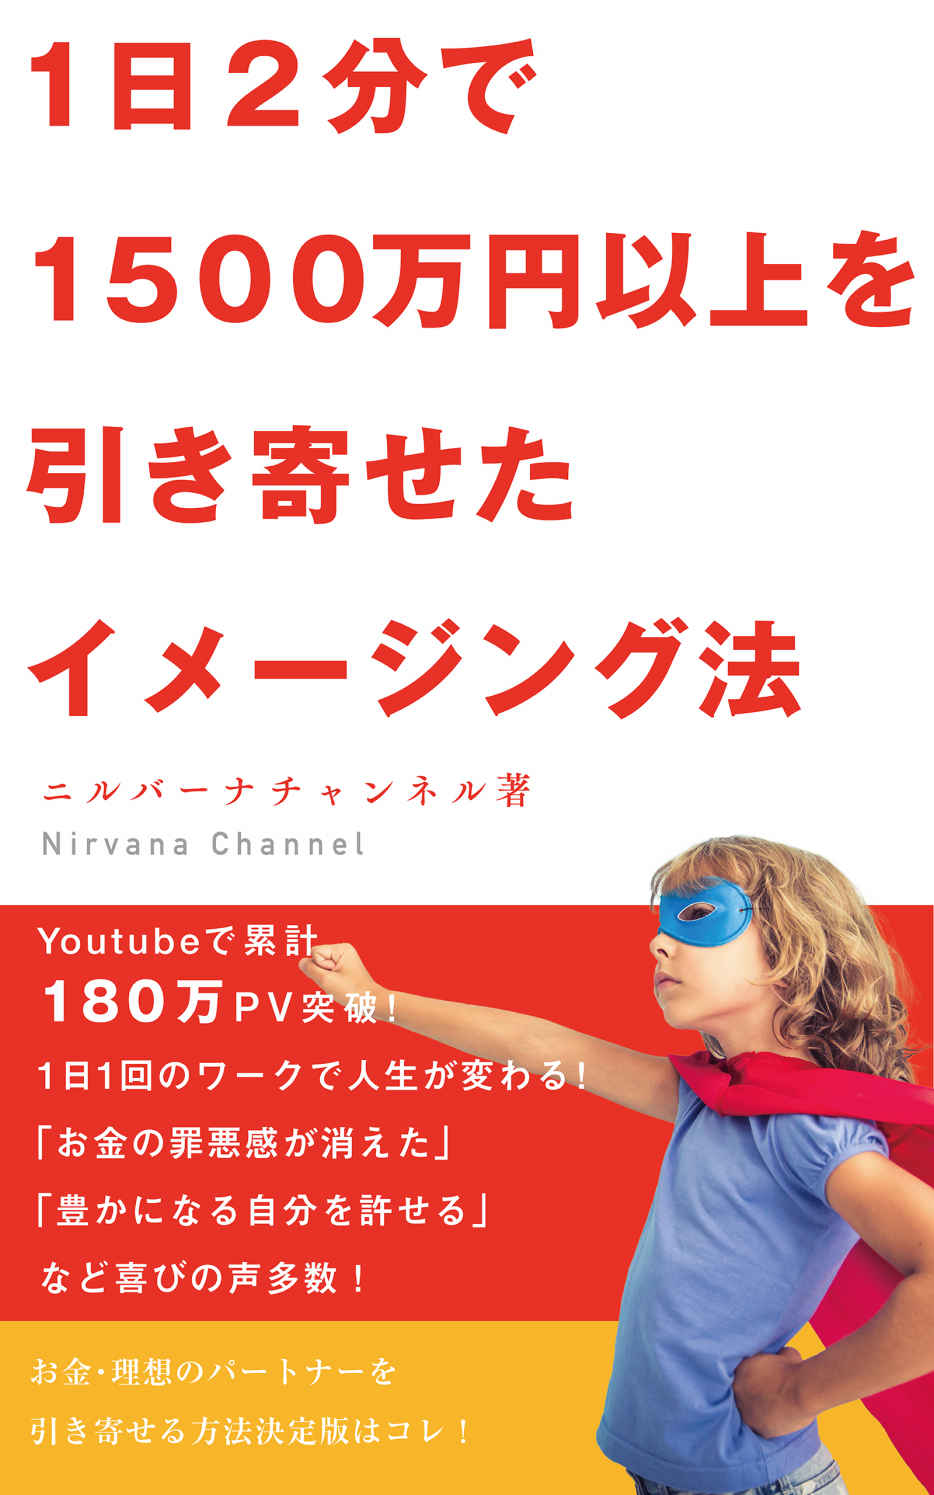 1日2分で
1500万円以上を
引き寄せた
イメージング法
ニルバーナチャンネル著
Nirvana Channel
Youtubeで累計
180万PV突破!
1日1回のワークで人生が変わる!
「お金の罪悪感が消えた」
「豊かになる自分を許せる」
など喜びの声多数！
お金・理想のパートナーを
引き寄せる方法決定版はコレ！